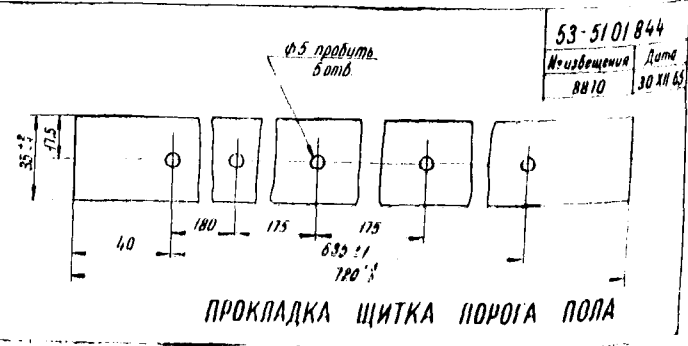 53-5101844
№ извещения Дата
8810 30 XII 65
ф5 пробить
5 отв.
17,5
180 175 175
40
ПРОКЛАДКА ЩИТКА ПОРОГА ПОЛА